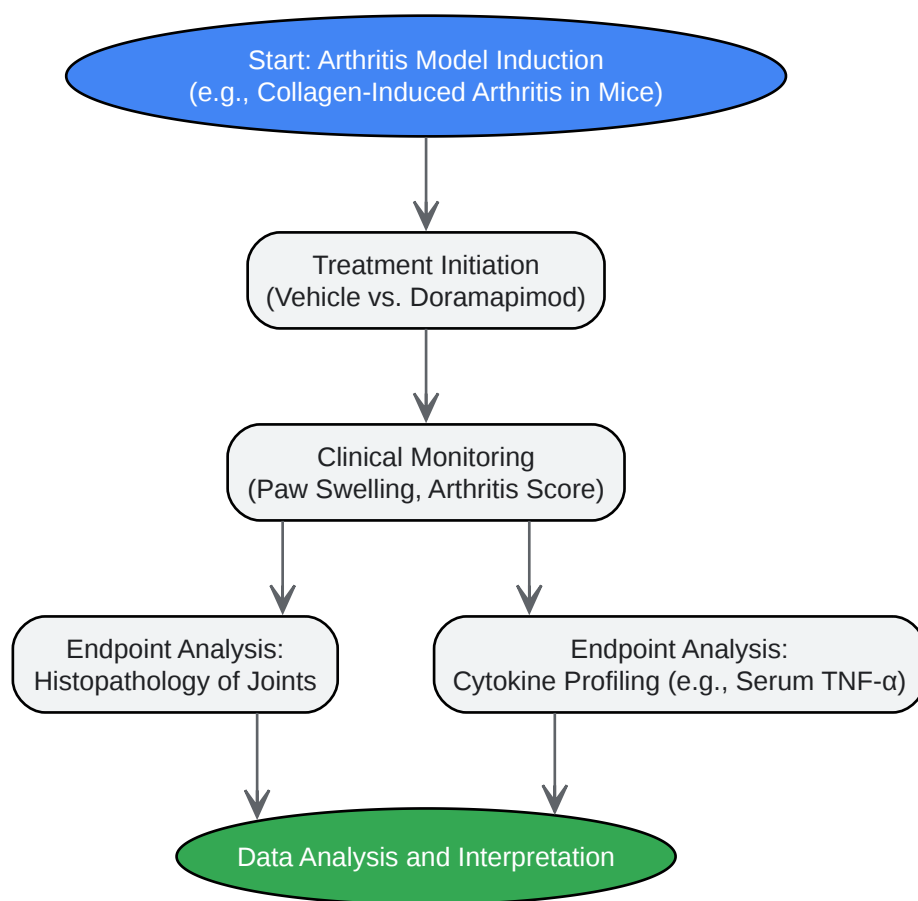 Start: Arthritis Model Induction
(e.g., Collagen-Induced Arthritis in Mice)
Treatment Initiation
(Vehicle vs. Doramapimod)
Clinical Monitoring
(Paw Swelling, Arthritis Score)
Endpoint Analysis:
Histopathology of Joints
Endpoint Analysis:
Cytokine Profiling (e.g., Serum TNF-α)
Data Analysis and Interpretation